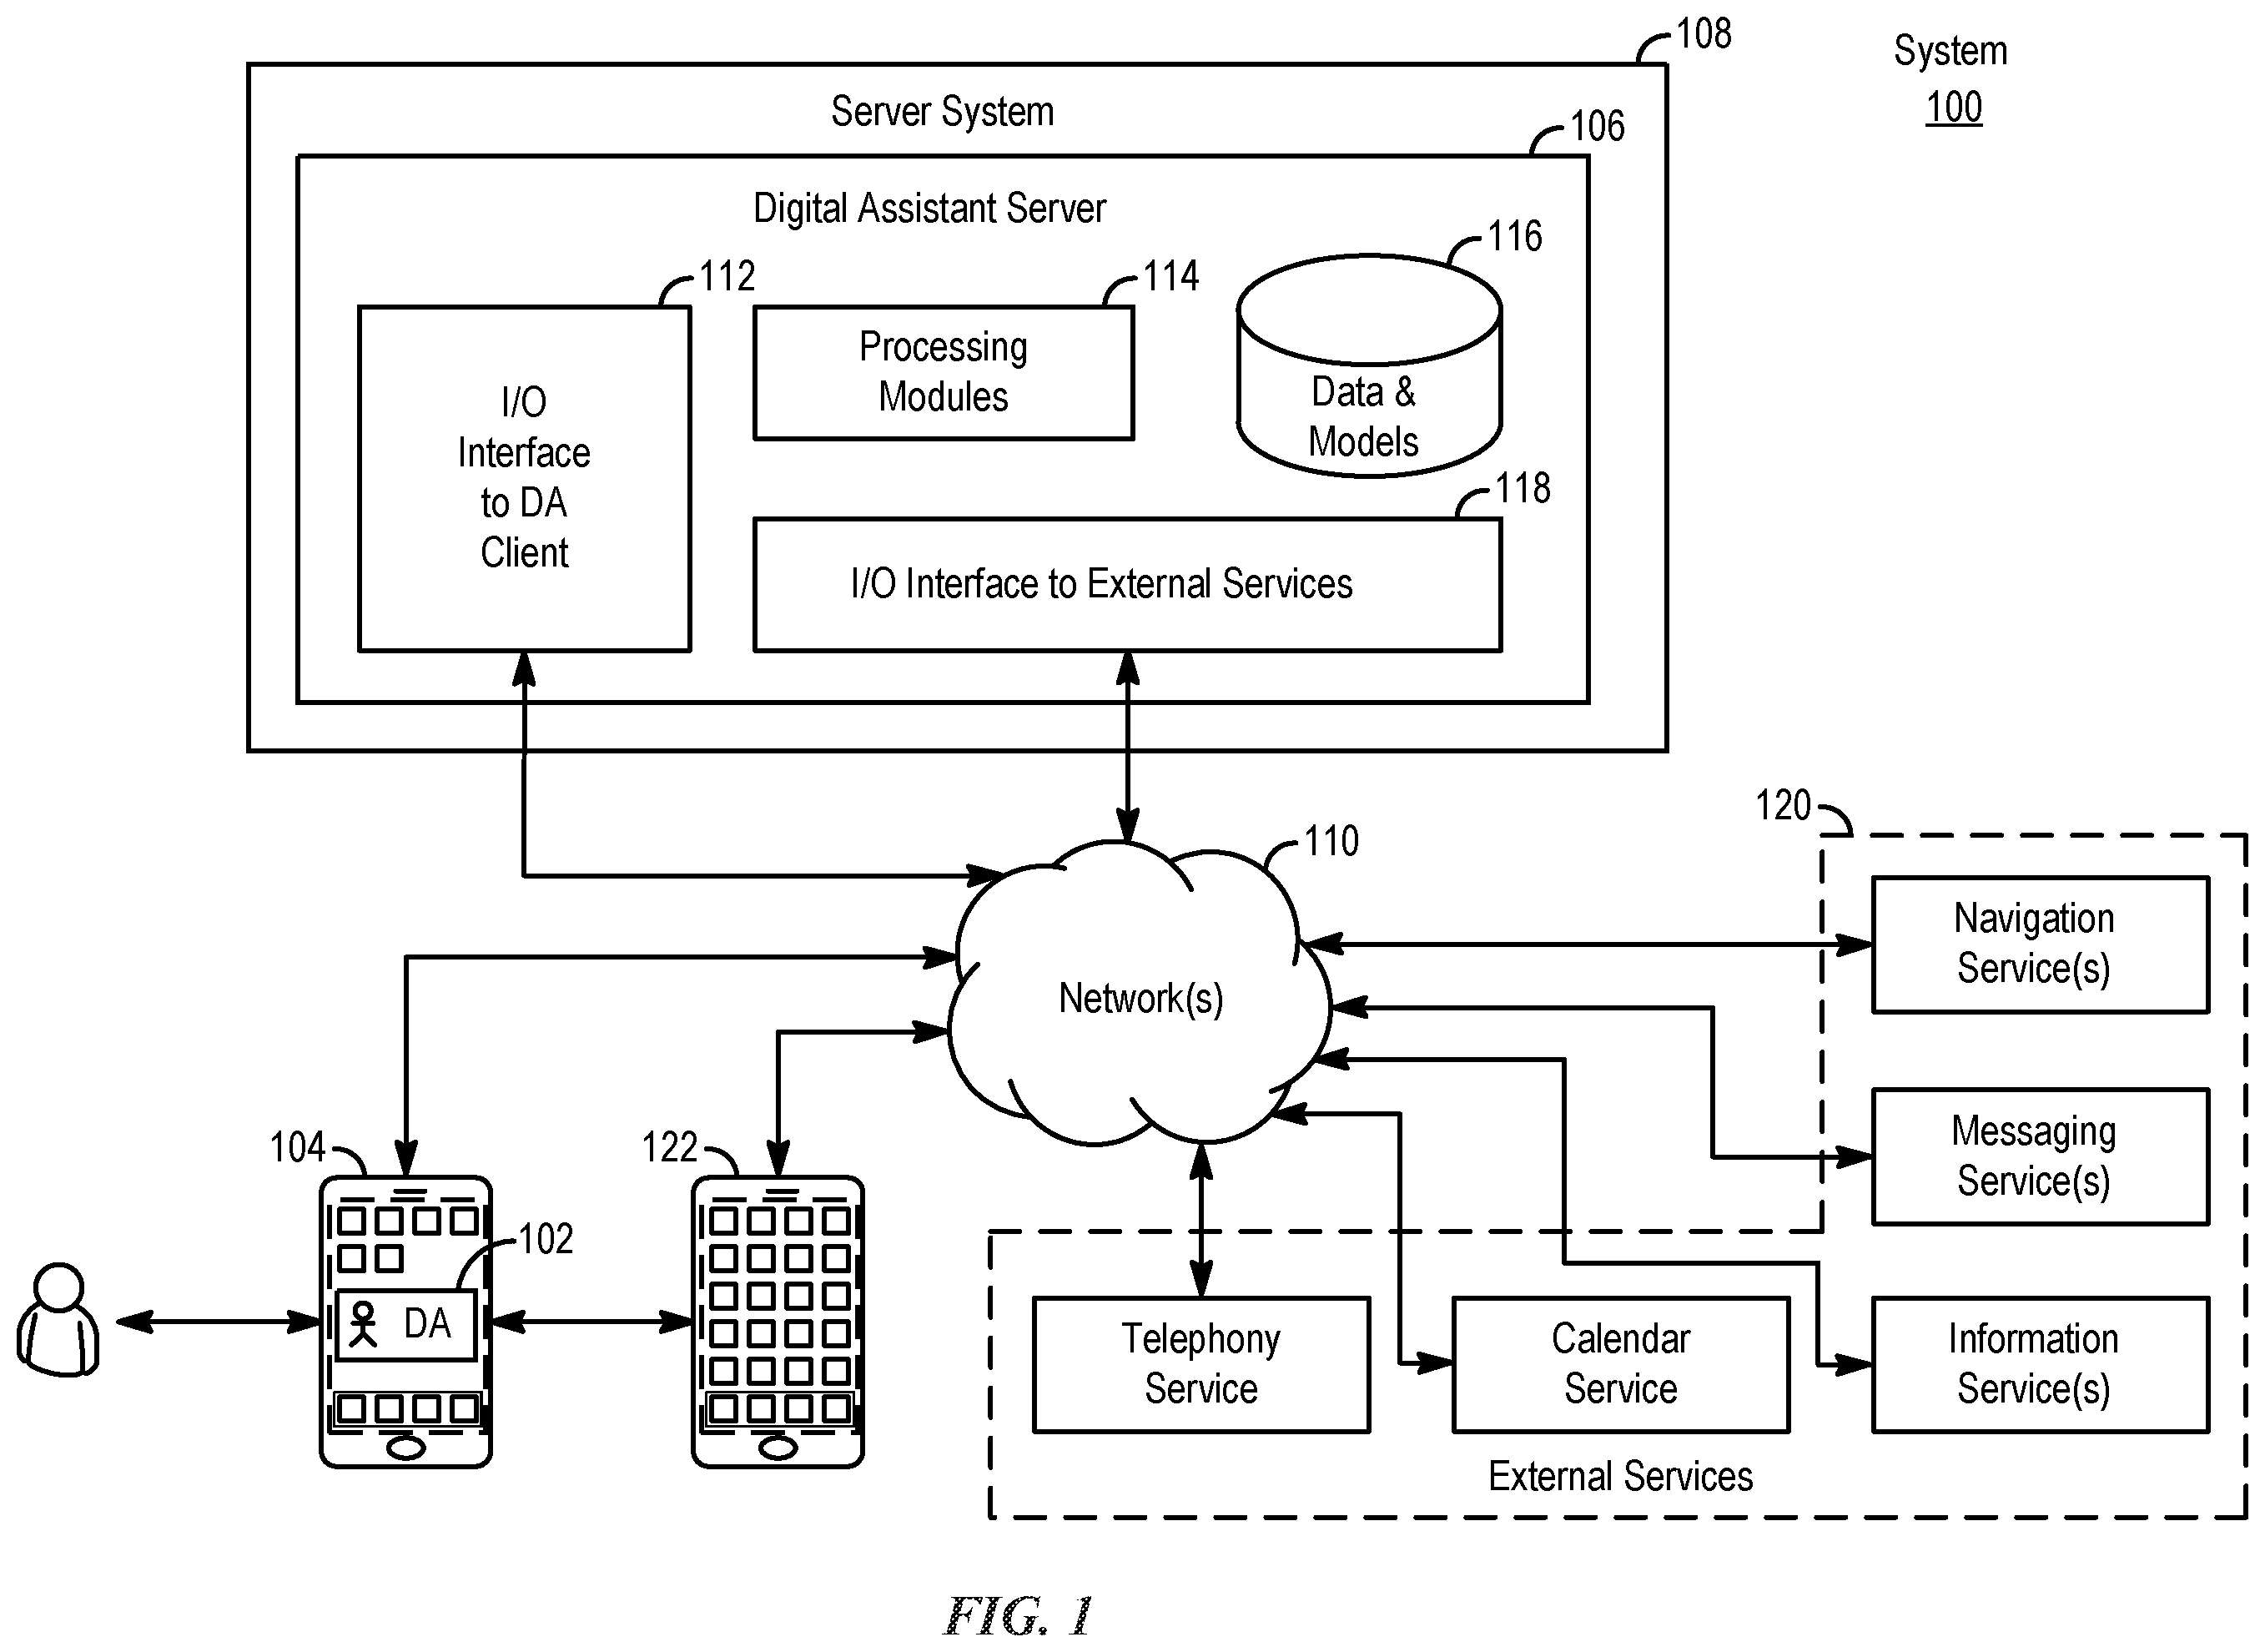 108
System
100
Server System
106
Digital Assistant Server
116
112
114
I/O
Interface
to DA
Client
Processing
Modules
Data &
Models
118
I/O Interface to External Services
120
110
Navigation
Service(s)
Network(s)
104
122
Messaging
Service(s)
102
DA
Telephony
Service
Calendar
Service
Information
Service(s)
External Services
FIG. 1